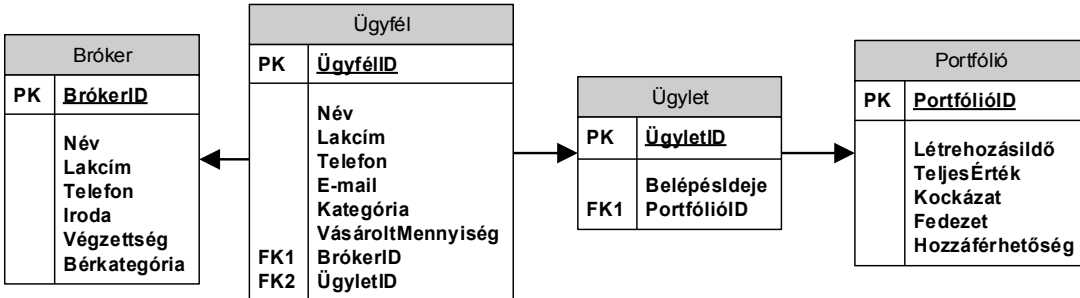 Bróker
PK BrókerID
Név
Lakcím
Telefon
Iroda
Végzettség
Bérkategória
Ügyfél
PK ÜgyfélID
Név
Lakcím
Telefon
E-mail
Kategória
VásároltMennyiség
FK1 BrókerID
FK2 ÜgyletID
Ügylet
PK ÜgyletID
BelépésIdeje
FK1 PortfólióID
Portfólió
PK PortfólióID
LétrehozásIldő
TeljesÉrték
Kockázat
Fedezet
Hozzáférhetőség